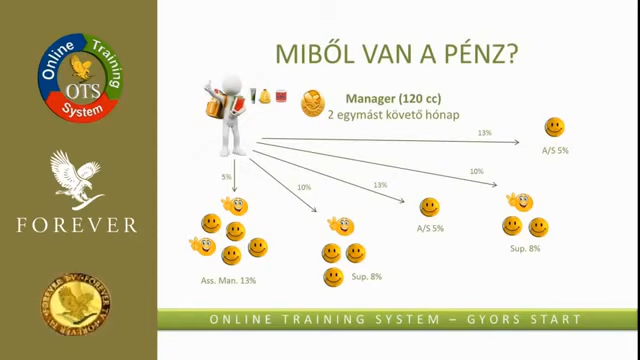 Online
Training
OTS
System
FOREVER
MIBŐL VAN A PÉNZ?
Manager (120 cc)
2 egymást követő hónap
13%
A/S 5%
5%
10%
13%
10%
A/S 5%
Sup. 8%
Ass. Man. 13%
Sup. 8%
ONLINE TRAINING SYSTEM – GYORS START